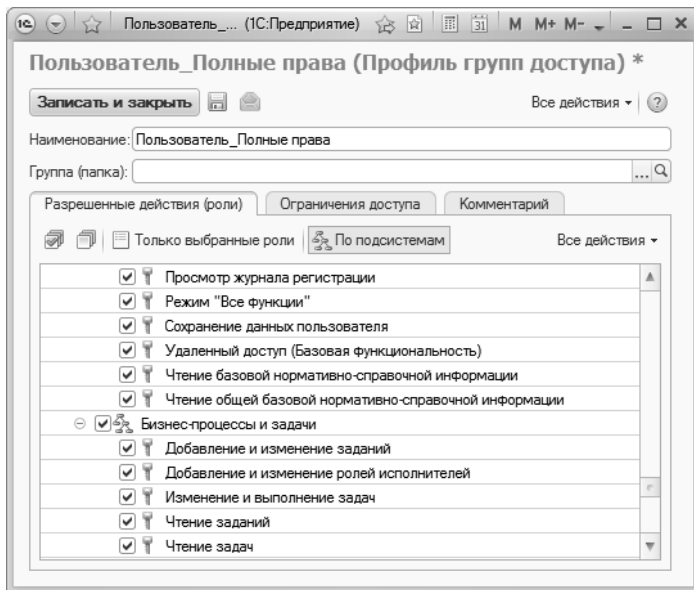 Пользователь_... (1С:Предприятие) 31 M M+ M-
Пользователь_Полные права (Профиль групп доступа) *
Записать и закрыть Все действия ?
Наименование: Пользователь_Полные права
Группа (папка): ...
Разрешенные действия (роли) Ограничения доступа Комментарий
Только выбранные роли По подсистемам Все действия
Просмотр журнала регистрации
Режим "Все функции"
Сохранение данных пользователя
Удаленный доступ (Базовая функциональность)
Чтение базовой нормативно-справочной информации
Чтение общей базовой нормативно-справочной информации
Бизнес-процессы и задачи
Добавление и изменение заданий
Добавление и изменение ролей исполнителей
Изменение и выполнение задач
Чтение заданий
Чтение задач